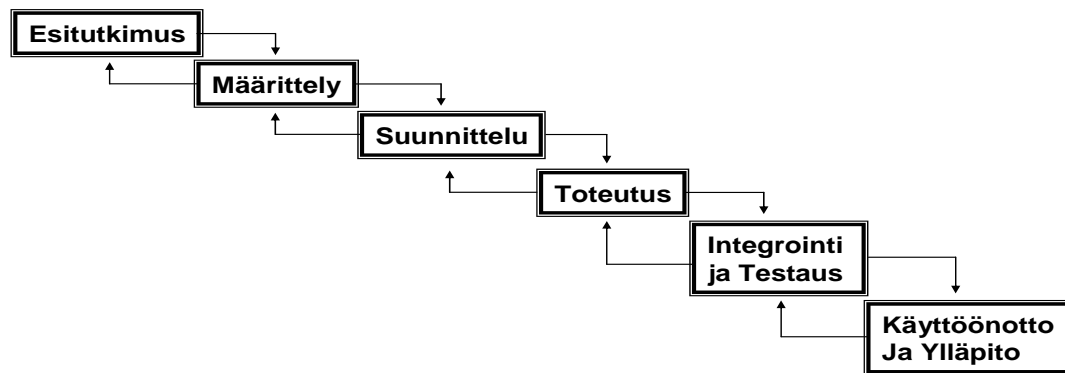 Esitutkimus
Määrittely
Suunnittelu
Toteutus
Integrointi
ja Testaus
Käyttöönotto
Ja Ylläpito